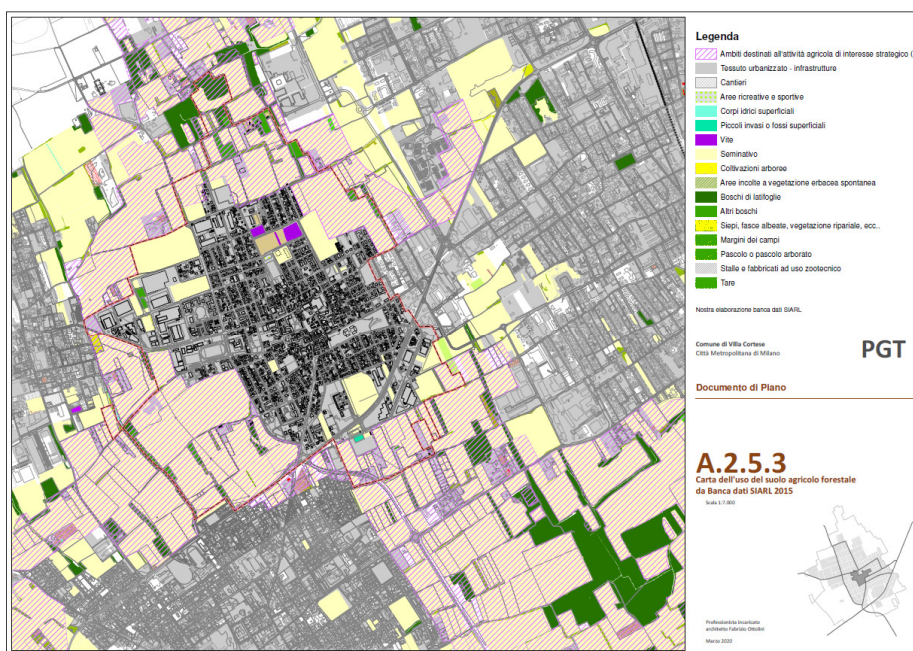 Legenda
Ambiti destinati all'attività agricola di interesse strategico (
Tessuto urbanizzato - infrastrutture
Cantieri
Aree ricreative e sportive
Corpi idrici superficiali
Piccoli invasi o fossi superficiali
Vite
Seminativo
Coltivazioni arboree
Aree incolte a vegetazione erbacea spontanea
Boschi di latifoglie
Altri boschi
Siepi, fasce alberate, vegetazione ripariale, ecc..
Margini dei campi
Pascolo o pascolo arborato
Stalle e fabbricati ad uso zootecnico
Tare
Nostra elaborazione banca dati SIARL
Comune di Villa Cortese
Città Metropolitana di Milano
PGT
Documento di Piano
A.2.5.3
Carta dell'uso del suolo agricolo forestale
da Banca dati SIARL 2015
Scala 1:7.000
Professionista incaricato
architetto Fabrizio Ottolini
Marzo 2020